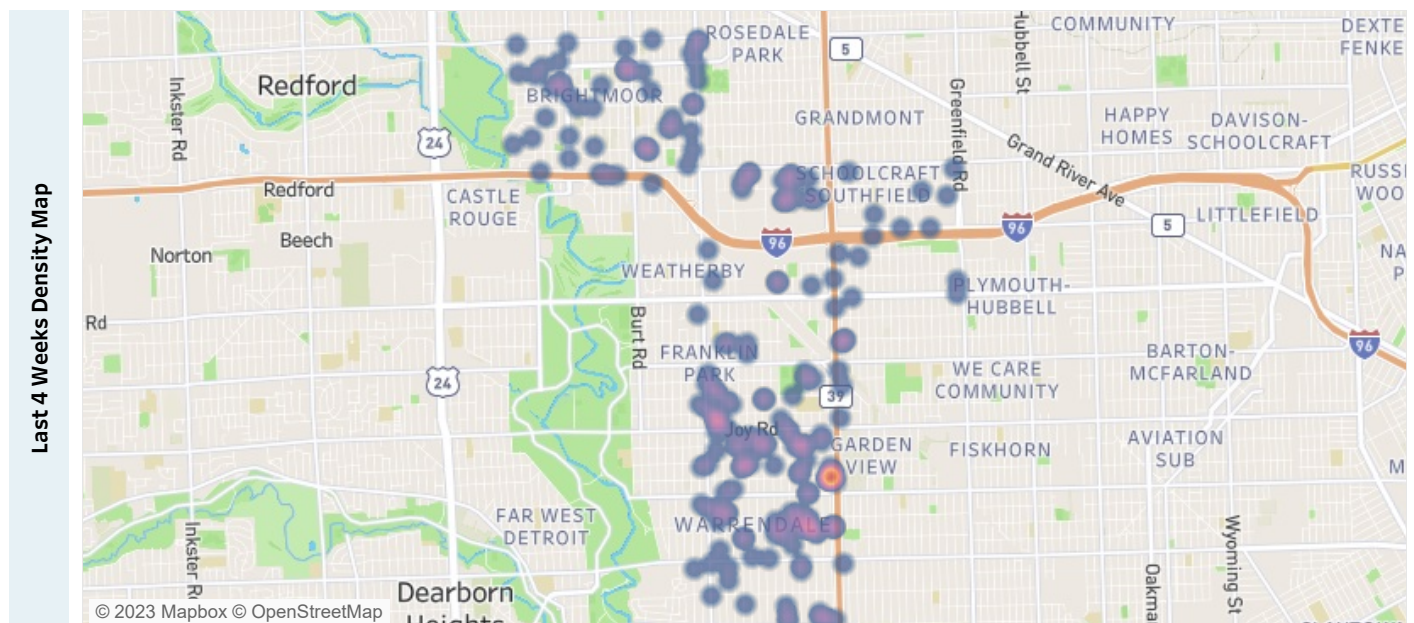 Last 4 Weeks Density Map
ROSEDALE
PARK
5
Hubbell St
COMMUNITY
DEXTE
FENKE
Redford
Inkster Rd
BRIGHTMOOR
GRANDMONT
Greenfield Rd
HAPPY
HOMES
DAVISON-
SCHOOLCRAFT
24
Grand River Ave
Redford
CASTLE
ROUGE
SCHOOLCRAFT
SOUTHFIELD
RUSSE
WOO
LITTLEFIELD
5
96
96
Beech
Norton
WEATHERBY
NA
P
PLYMOUTH-
HUBBELL
Rd
Burt Rd
96
FRANKLIN
PARK
BARTON-
MCFARLAND
24
WE CARE
COMMUNITY
39
Joy Rd
GARDEN
VIEW
FISKHORN
AVIATION
SUB
M
FAR WEST
DETROIT
WARRENDALE
Inkster R
Wyoming St
Oakma
Dearborn
Heights
© 2023 Mapbox © OpenStreetMap